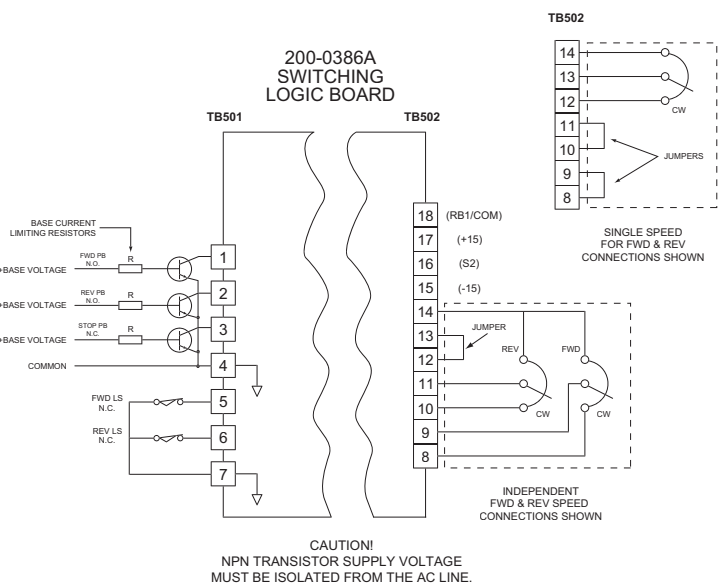 TB502
14
13
12
11
10
9
8
CW
JUMPERS
SINGLE SPEED
FOR FWD & REV
CONNECTIONS SHOWN
200-0386A
SWITCHING
LOGIC BOARD
TB501
TB502
BASE CURRENT
LIMITING RESISTORS
FWD PB
N.O.
R
+BASE VOLTAGE
REV PB
N.O.
R
+BASE VOLTAGE
STOP PB
N.C.
R
+BASE VOLTAGE
COMMON
FWD LS
N.C.
REV LS
N.C.
1
2
3
4
5
6
7
18 (RB1/COM)
17 (+15)
16 (S2)
15 (-15)
14
13
12
11
10
9
8
JUMPER
REV
FWD
CW
CW
INDEPENDENT
FWD & REV SPEED
CONNECTIONS SHOWN
CAUTION!
NPN TRANSISTOR SUPPLY VOLTAGE
MUST BE ISOLATED FROM THE AC LINE.